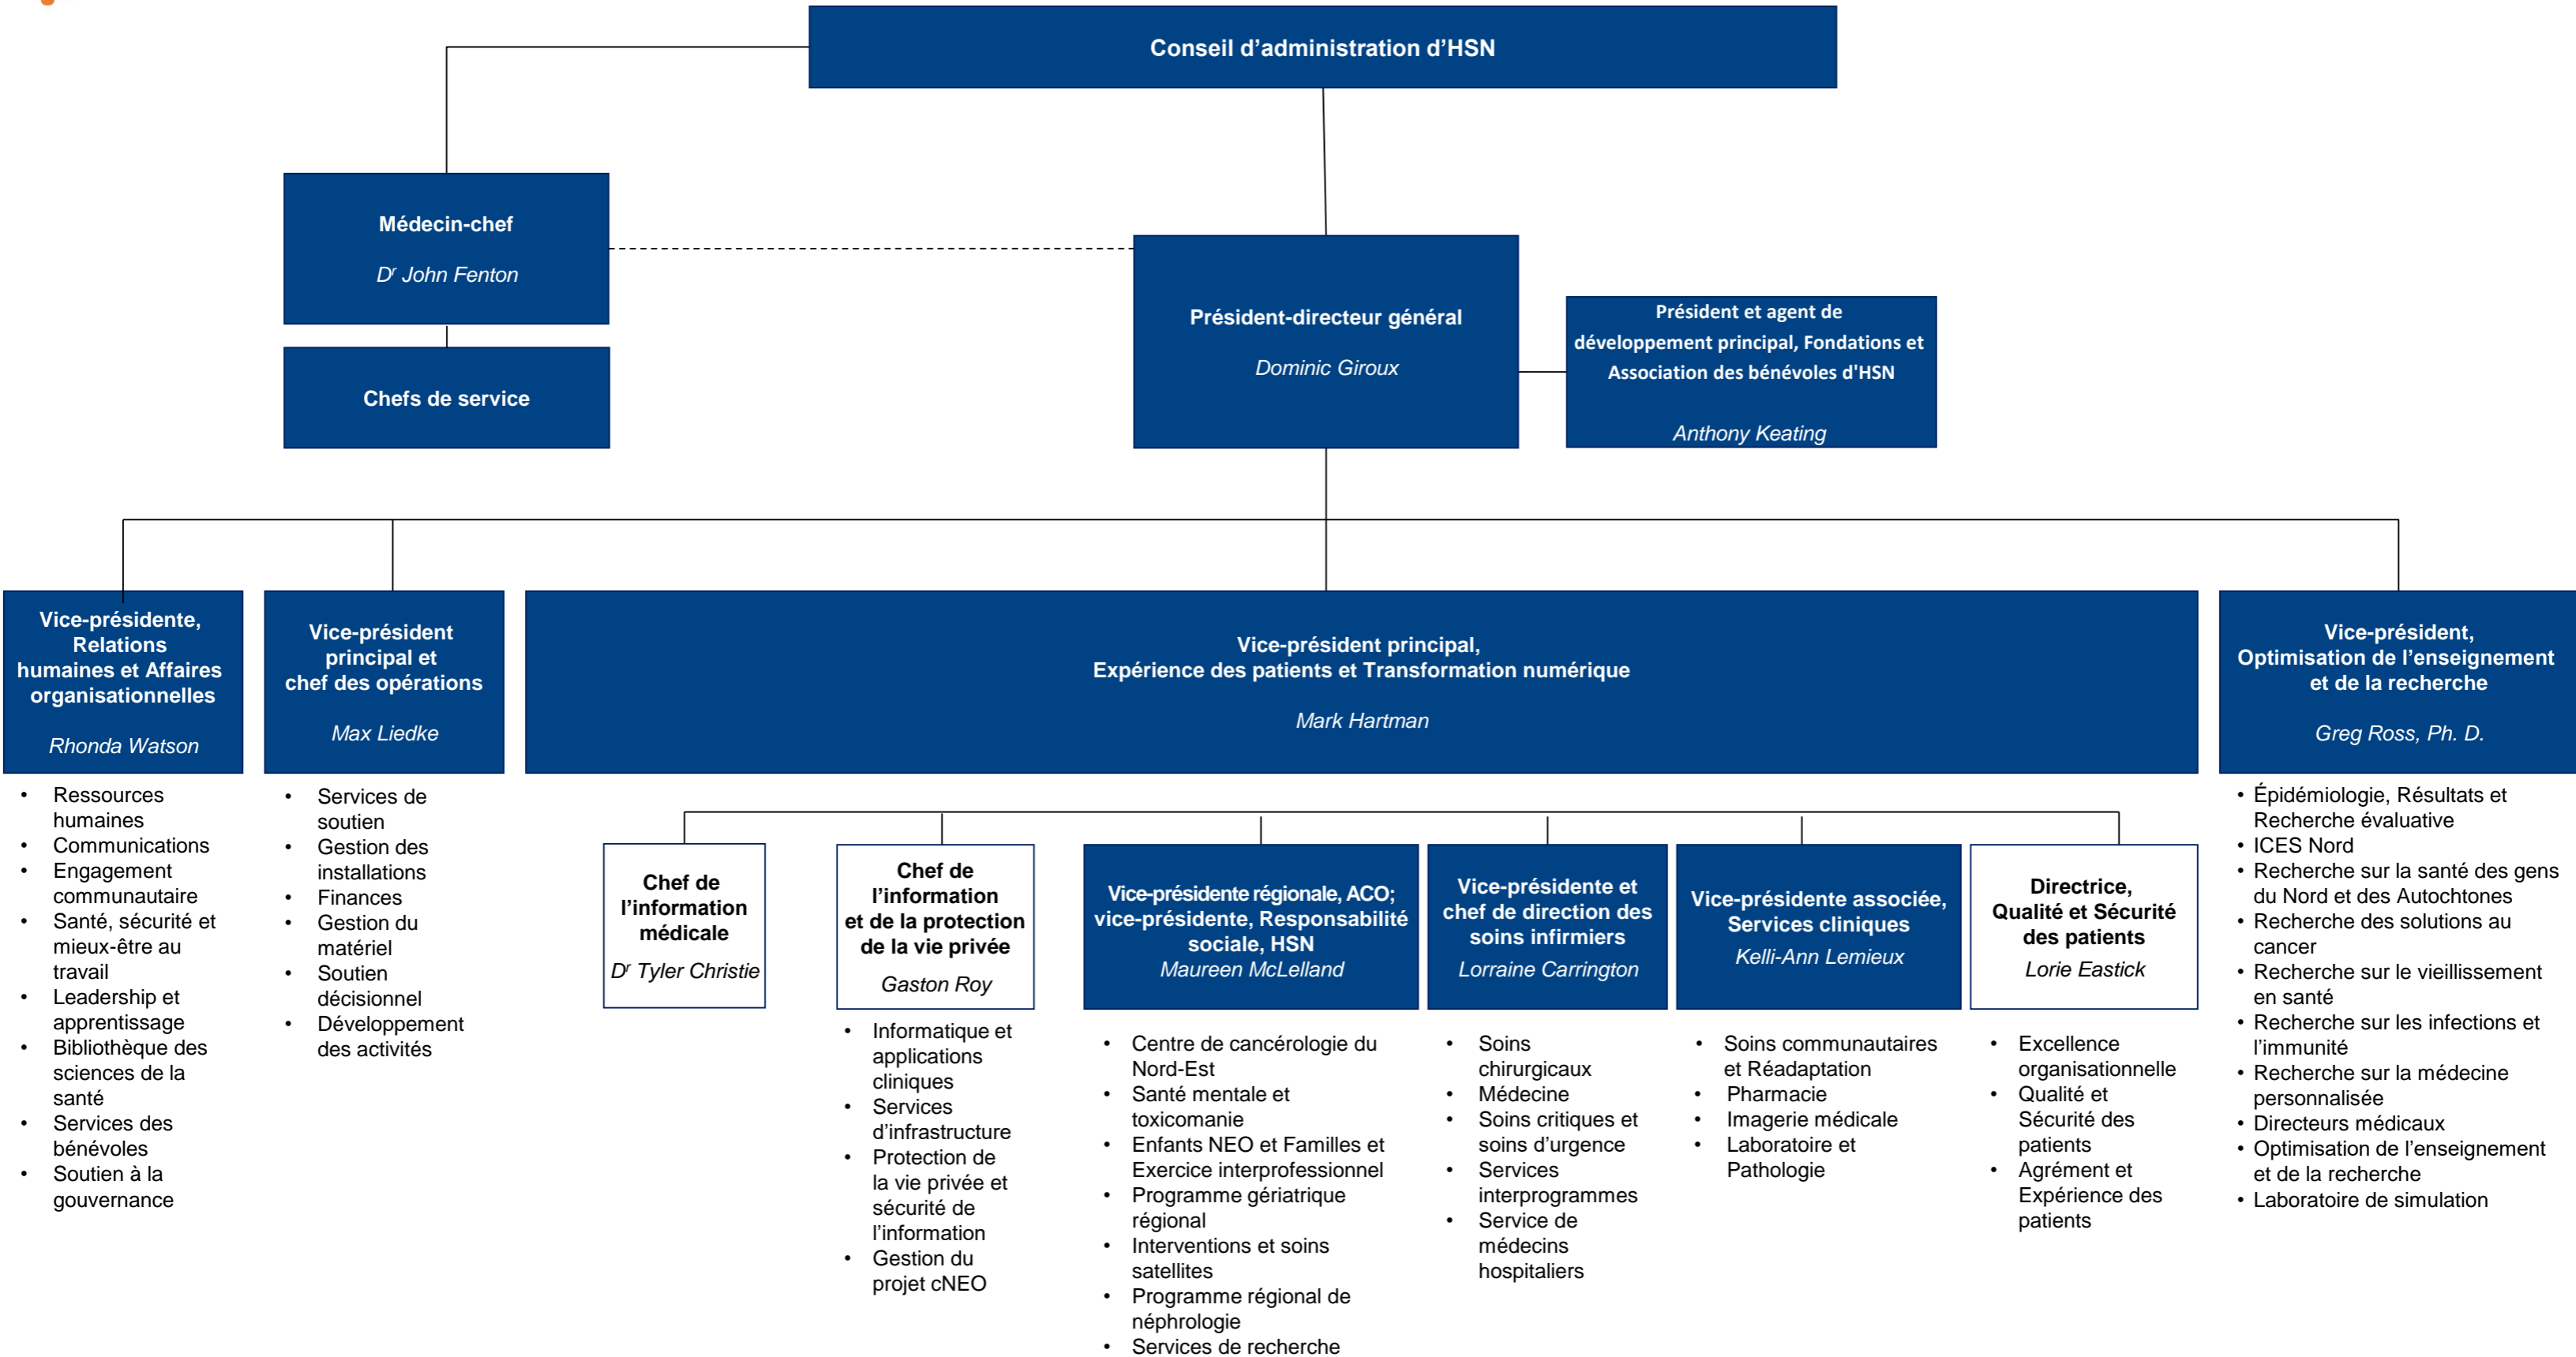 Conseil d’administration d’HSN
Médecin-chef
Dr John Fenton
Chefs de service
Président-directeur général
Dominic Giroux
Président et agent de
développement principal, Fondations et
Association des bénévoles d'HSN
Anthony Keating
Vice-présidente,
Relations
humaines et Affaires
organisationnelles
Rhonda Watson
• Ressources
humaines
• Communications
• Engagement
communautaire
• Santé, sécurité et
mieux-être au
travail
• Leadership et
apprentissage
• Bibliothèque des
sciences de la
santé
• Services des
bénévoles
• Soutien à la
gouvernance
Vice-président
principal et
chef des opérations
Max Liedke
• Services de
soutien
• Gestion des
installations
• Finances
• Gestion du
matériel
• Soutien
décisionnel
• Développement
des activités
Vice-président principal,
Expérience des patients et Transformation numérique
Mark Hartman
Chef de
l’information
médicale
Dr Tyler Christie
Chef de
l’information
et de la protection
de la vie privée
Gaston Roy
• Informatique et
applications
cliniques
• Services
d’infrastructure
• Protection de
la vie privée et
sécurité de
l’information
• Gestion du
projet cNEO
Vice-présidente régionale, ACO;
vice-présidente, Responsabilité
sociale, HSN
Maureen McLelland
• Centre de cancérologie du
Nord-Est
• Santé mentale et
toxicomanie
• Enfants NEO et Familles et
Exercice interprofessionnel
• Programme gériatrique
régional
• Interventions et soins
satellites
• Programme régional de
néphrologie
• Services de recherche
Vice-présidente et
chef de direction des
soins infirmiers
Lorraine Carrington
• Soins
chirurgicaux
• Médecine
• Soins critiques et
soins d’urgence
• Services
interprogrammes
• Service de
médecins
hospitaliers
Vice-présidente associée,
Services cliniques
Kelli-Ann Lemieux
• Soins communautaires
et Réadaptation
• Pharmacie
• Imagerie médicale
• Laboratoire et
Pathologie
Directrice,
Qualité et Sécurité
des patients
Lorie Eastick
• Excellence
organisationnelle
• Qualité et
Sécurité des
patients
• Agrément et
Expérience des
patients
Vice-président,
Optimisation de l’enseignement
et de la recherche
Greg Ross, Ph. D.
• Épidémiologie, Résultats et
Recherche évaluative
• ICES Nord
• Recherche sur la santé des gens
du Nord et des Autochtones
• Recherche des solutions au
cancer
• Recherche sur le vieillissement
en santé
• Recherche sur les infections et
l’immunité
• Recherche sur la médecine
personnalisée
• Directeurs médicaux
• Optimisation de l’enseignement
et de la recherche
• Laboratoire de simulation